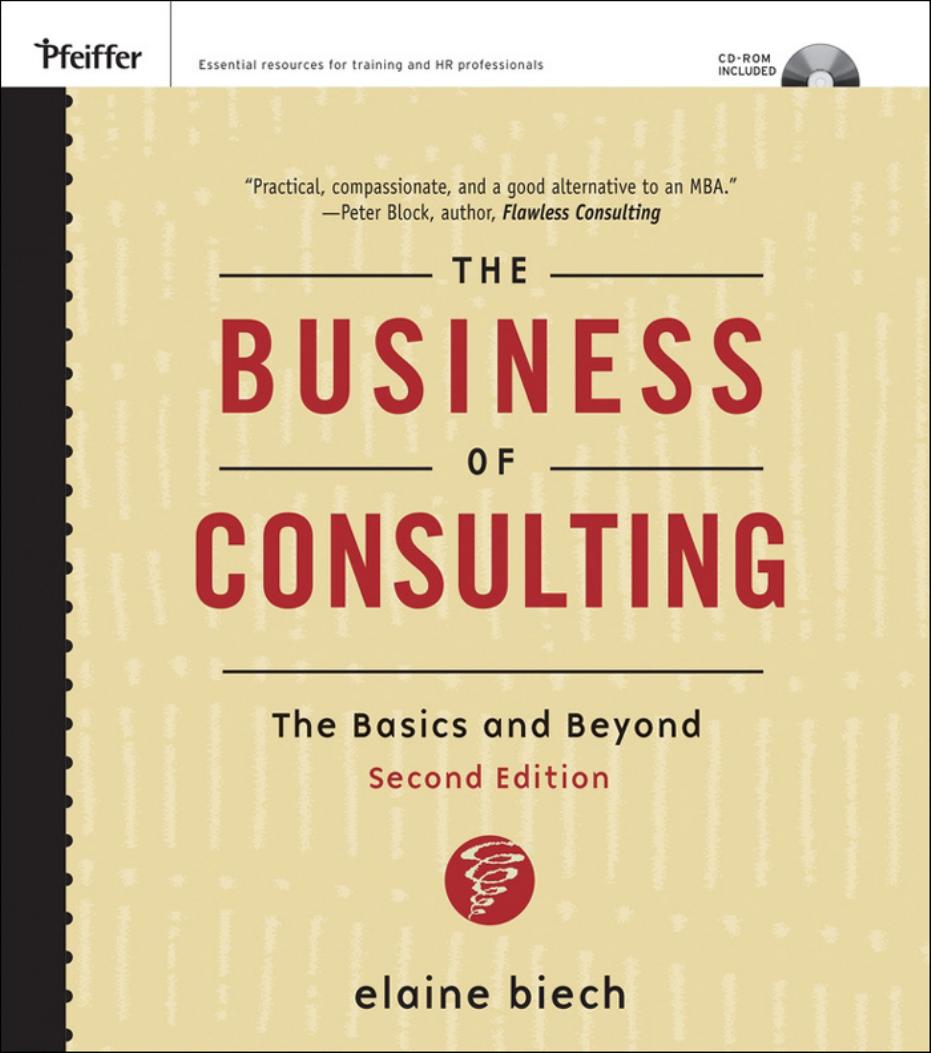 Pfeiffer
Essential resources for training and HR professionals
CD-ROM
INCLUDED
“Practical, compassionate, and a good alternative to an MBA.”
—Peter Block, author, Flawless Consulting
THE
BUSINESS
OF
CONSULTING
The Basics and Beyond
Second Edition
elaine biech